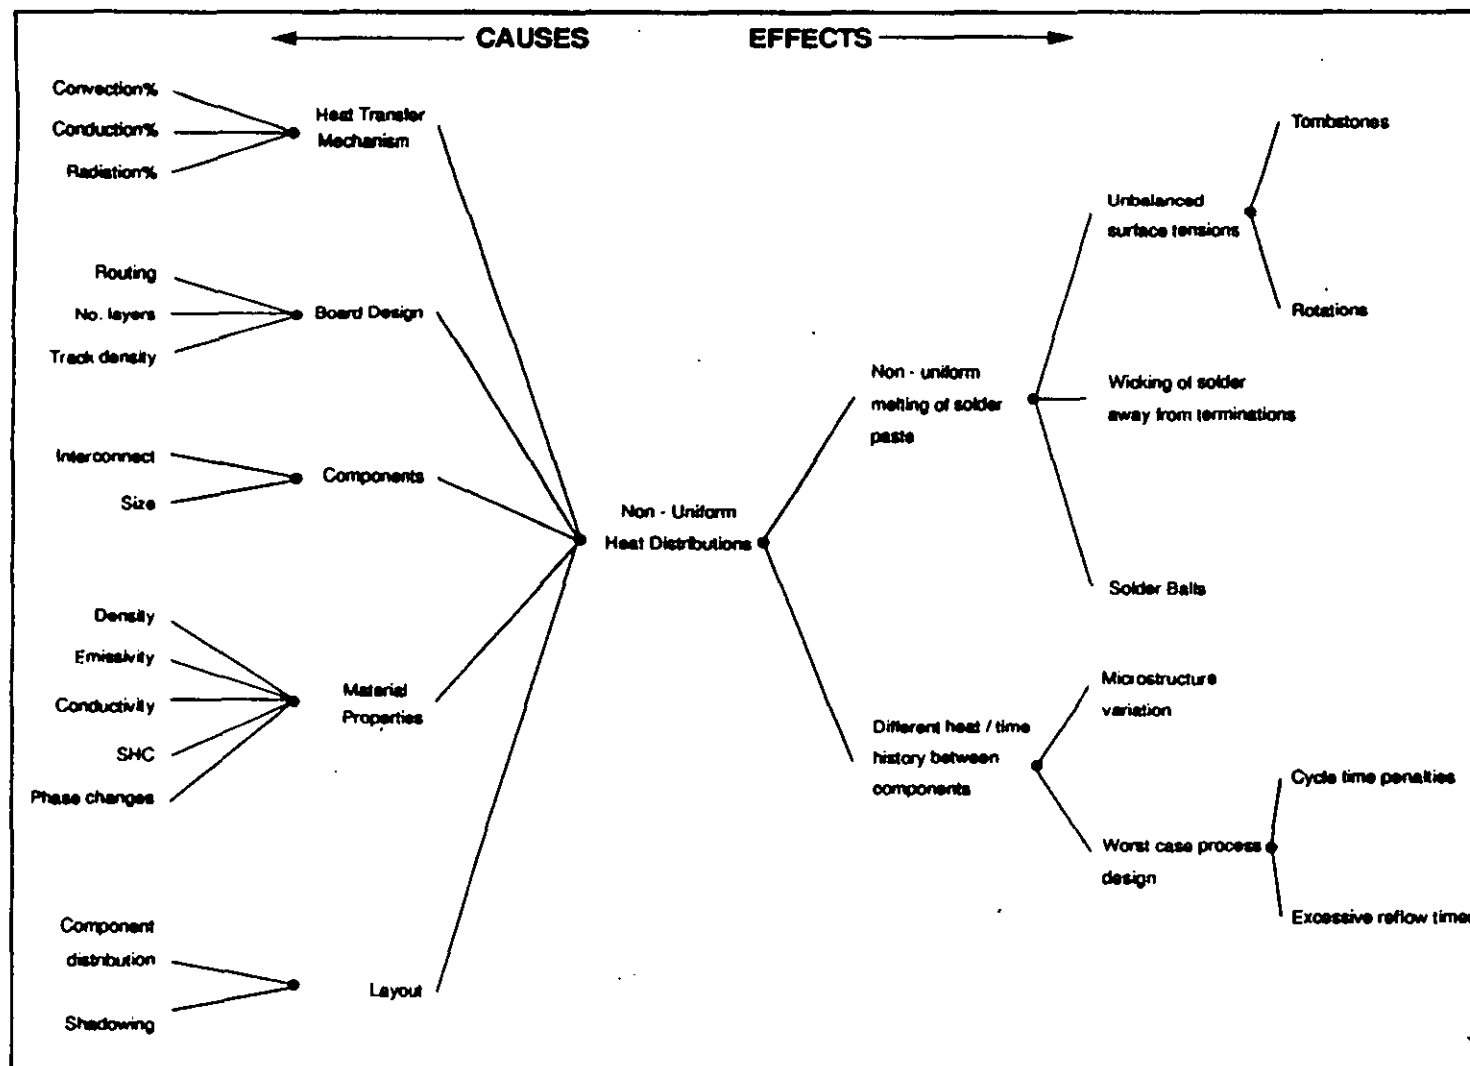 CAUSES
EFFECTS
Convection%
Conduction%
Radiation%
Heat Transfer
Mechanism
Routing
No. layers
Track density
Board Design
Interconnect
Size
Components
Density
Emissivity
Conductivity
SHC
Phase changes
Material
Properties
Component
distribution
Shadowing
Layout
Non - Uniform
Heat Distributions
Non - uniform
melting of solder
paste
Different heat / time
history between
components
Unbalanced
surface tensions
Wicking of solder
away from terminations
Solder Balls
Microstructure
variation
Worst case process
design
Tombstones
Rotations
Cycle time penalties
Excessive reflow times